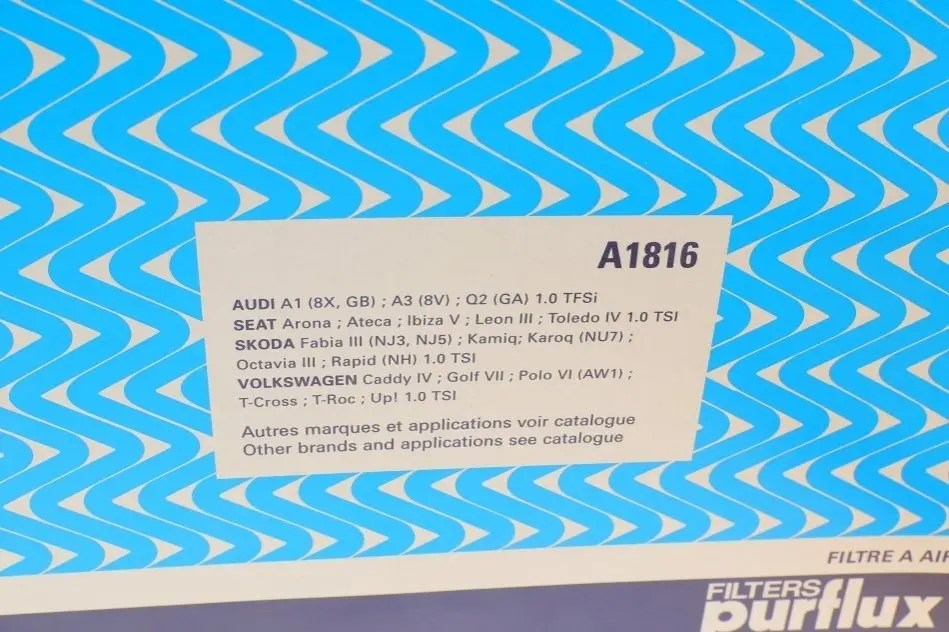 A1816
AUDI A1 (8X, GB) ; A3 (8V) ; Q2 (GA) 1.0 TFSi
SEAT Arona ; Ateca ; Ibiza V ; Leon III ; Toledo IV 1.0 TSI
SKODA Fabia III (NJ3, NJ5) ; Kamiq; Karoq (NU7) ;
Octavia III ; Rapid (NH) 1.0 TSI
VOLKSWAGEN Caddy IV ; Golf VII ; Polo VI (AW1) ;
T-Cross ; T-Roc ; Up! 1.0 TSI
Autres marques et applications voir catalogue
Other brands and applications see catalogue
FILTRE A AIR
FILTERS
purflux